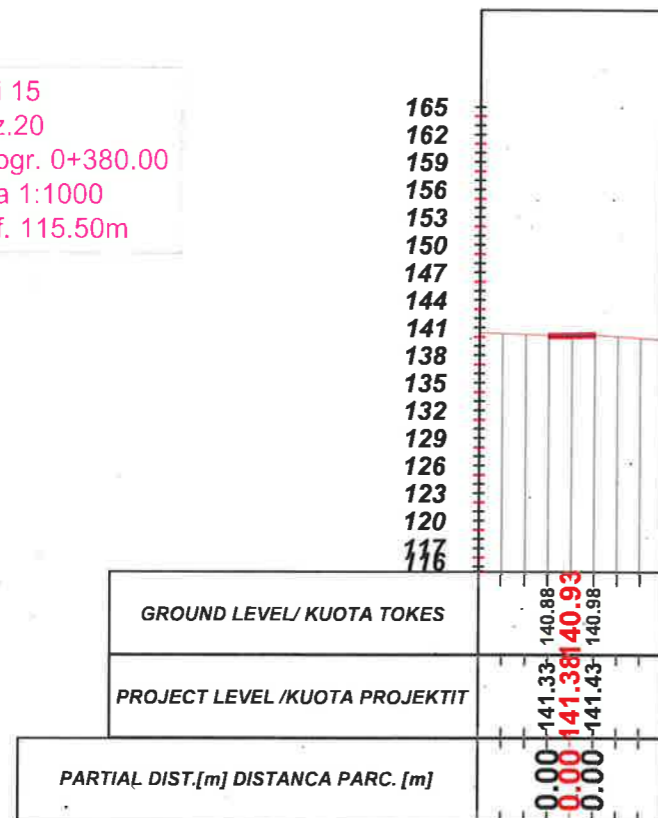 15
ogr. 0+380.00
1:1000
115.50m
165
162
159
156
153
150
147
144
141
138
135
132
129
126
123
120
117
116
GROUND LEVEL/ KUOTA TOKES
140.88 140.93 140.98
PROJECT LEVEL /KUOTA PROJEKTIT
141.33 141.38 141.43
PARTIAL DIST.[m] DISTANCA PARC. [m]
0.00 0.00 0.00